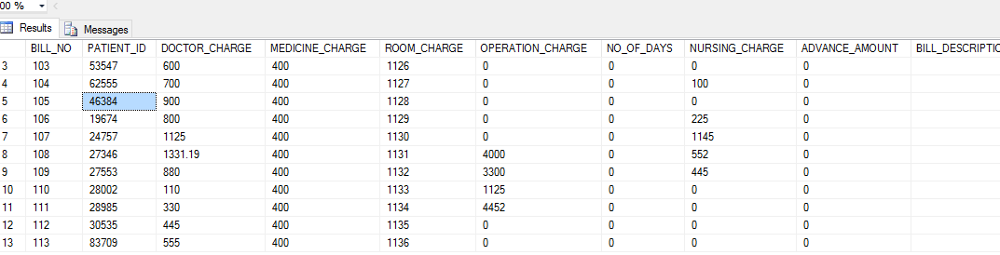 00 %
Results Messages
BILL_NO PATIENT_ID DOCTOR_CHARGE MEDICINE_CHARGE ROOM_CHARGE OPERATION_CHARGE NO_OF_DAYS NURSING_CHARGE ADVANCE_AMOUNT BILL_DESCRIPTIO
3 103 53547 600 400 1126 0 0 0 0
4 104 62555 700 400 1127 0 0 100 0
5 105 46384 900 400 1128 0 0 0 0
6 106 19674 800 400 1129 0 0 225 0
7 107 24757 1125 400 1130 0 0 1145 0
8 108 27346 1331.19 400 1131 4000 0 552 0
9 109 27553 880 400 1132 3300 0 445 0
10 110 28002 110 400 1133 1125 0 0 0
11 111 28985 330 400 1134 4452 0 0 0
12 112 30535 445 400 1135 0 0 0 0
13 113 83709 555 400 1136 0 0 0 0